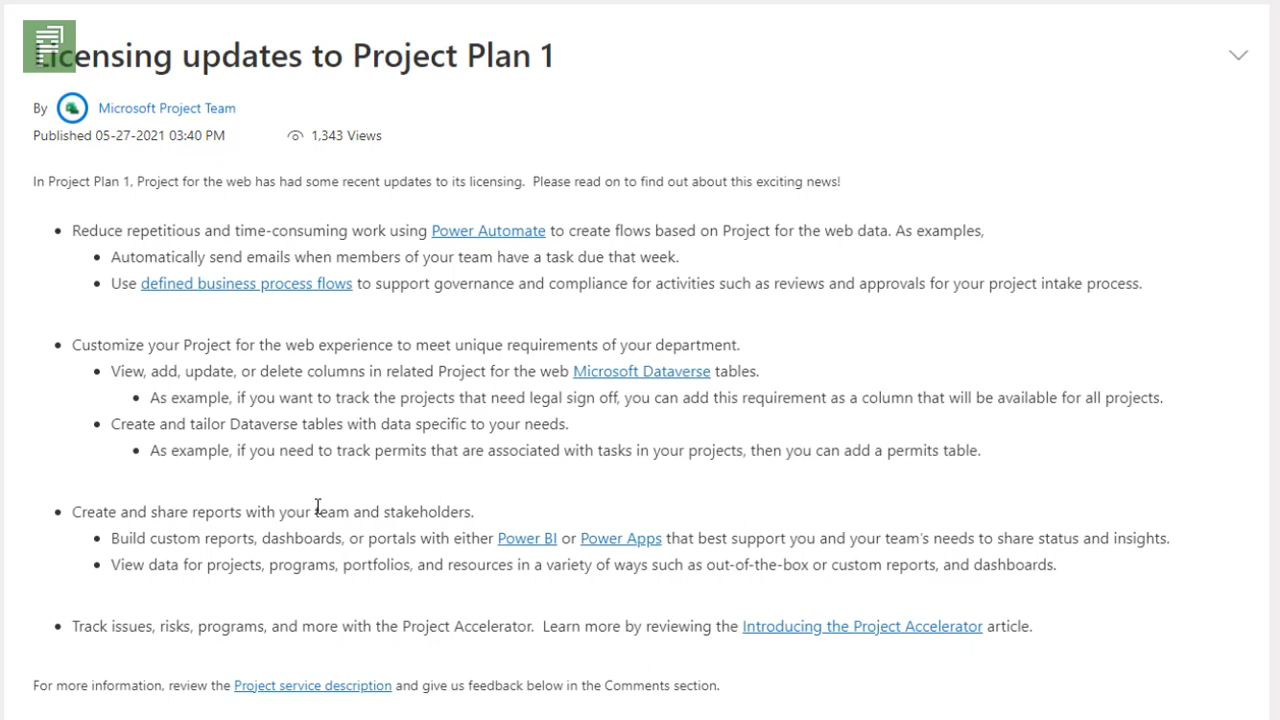 Licensing updates to Project Plan 1
By Microsoft Project Team
Published 05-27-2021 03:40 PM 1,343 Views
In Project Plan 1, Project for the web has had some recent updates to its licensing. Please read on to find out about this exciting news!
• Reduce repetitious and time-consuming work using Power Automate to create flows based on Project for the web data. As examples,
• Automatically send emails when members of your team have a task due that week.
• Use defined business process flows to support governance and compliance for activities such as reviews and approvals for your project intake process.
• Customize your Project for the web experience to meet unique requirements of your department.
• View, add, update, or delete columns in related Project for the web Microsoft Dataverse tables.
• As example, if you want to track the projects that need legal sign off, you can add this requirement as a column that will be available for all projects.
• Create and tailor Dataverse tables with data specific to your needs.
• As example, if you need to track permits that are associated with tasks in your projects, then you can add a permits table.
• Create and share reports with your team and stakeholders.
• Build custom reports, dashboards, or portals with either Power BI or Power Apps that best support you and your team's needs to share status and insights.
• View data for projects, programs, portfolios, and resources in a variety of ways such as out-of-the-box or custom reports, and dashboards.
• Track issues, risks, programs, and more with the Project Accelerator. Learn more by reviewing the Introducing the Project Accelerator article.
For more information, review the Project service description and give us feedback below in the Comments section.